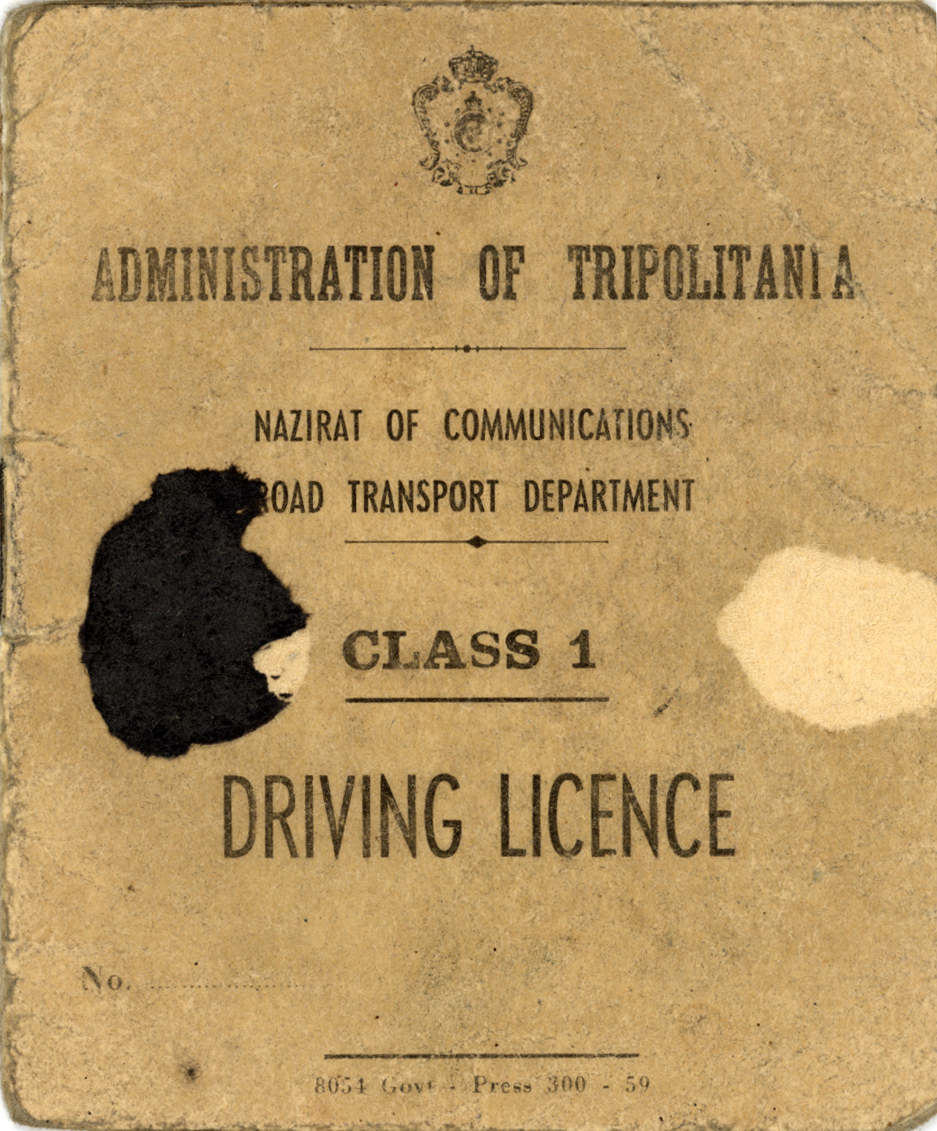 ADMINISTRATION OF TRIPOLITANIA
NAZIRAT OF COMMUNICATIONS
ROAD TRANSPORT DEPARTMENT
CLASS 1
DRIVING LICENCE
No. ....................
8054 Govt - Press 300 - 59